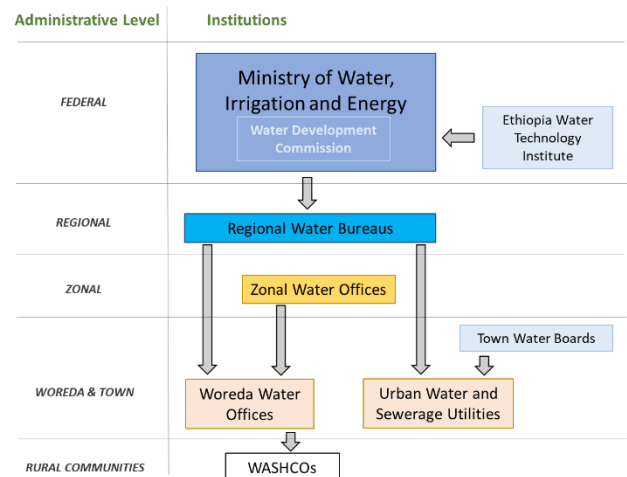 Administrative Level
Institutions
FEDERAL
Ministry of Water,
Irrigation and Energy
Water Development
Commission
Ethiopia Water
Technology
Institute
REGIONAL
Regional Water Bureaus
ZONAL
Zonal Water Offices
Town Water Boards
WOREDA & TOWN
Woreda Water
Offices
Urban Water and
Sewerage Utilities
RURAL COMMUNITIES
WASHCOs